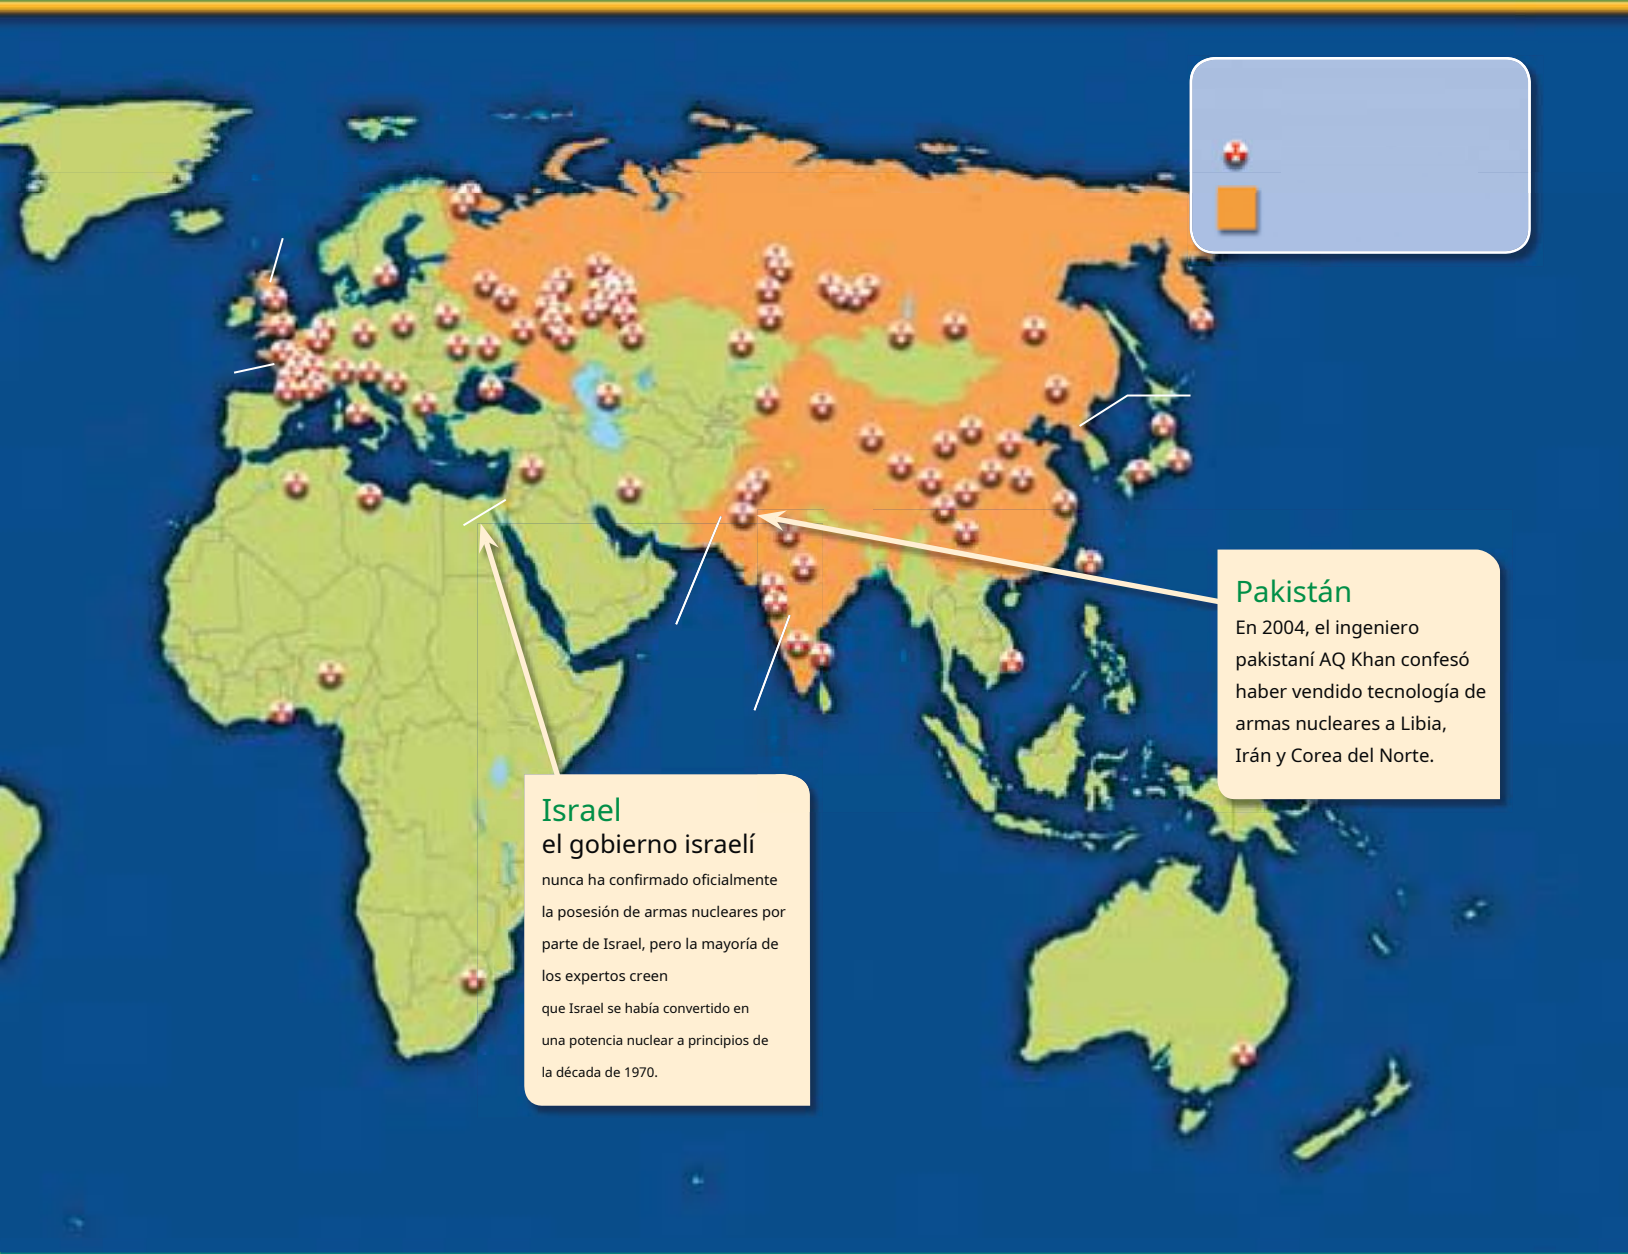 Pakistán
En 2004, el ingeniero
pakistaní AQ Khan confesó
haber vendido tecnología de
armas nucleares a Libia,
Irán y Corea del Norte.
Israel
el gobierno israelí
nunca ha confirmado oficialmente
la posesión de armas nucleares por
parte de Israel, pero la mayoría de
los expertos creen
que Israel se había convertido en
una potencia nuclear a principios de
la década de 1970.